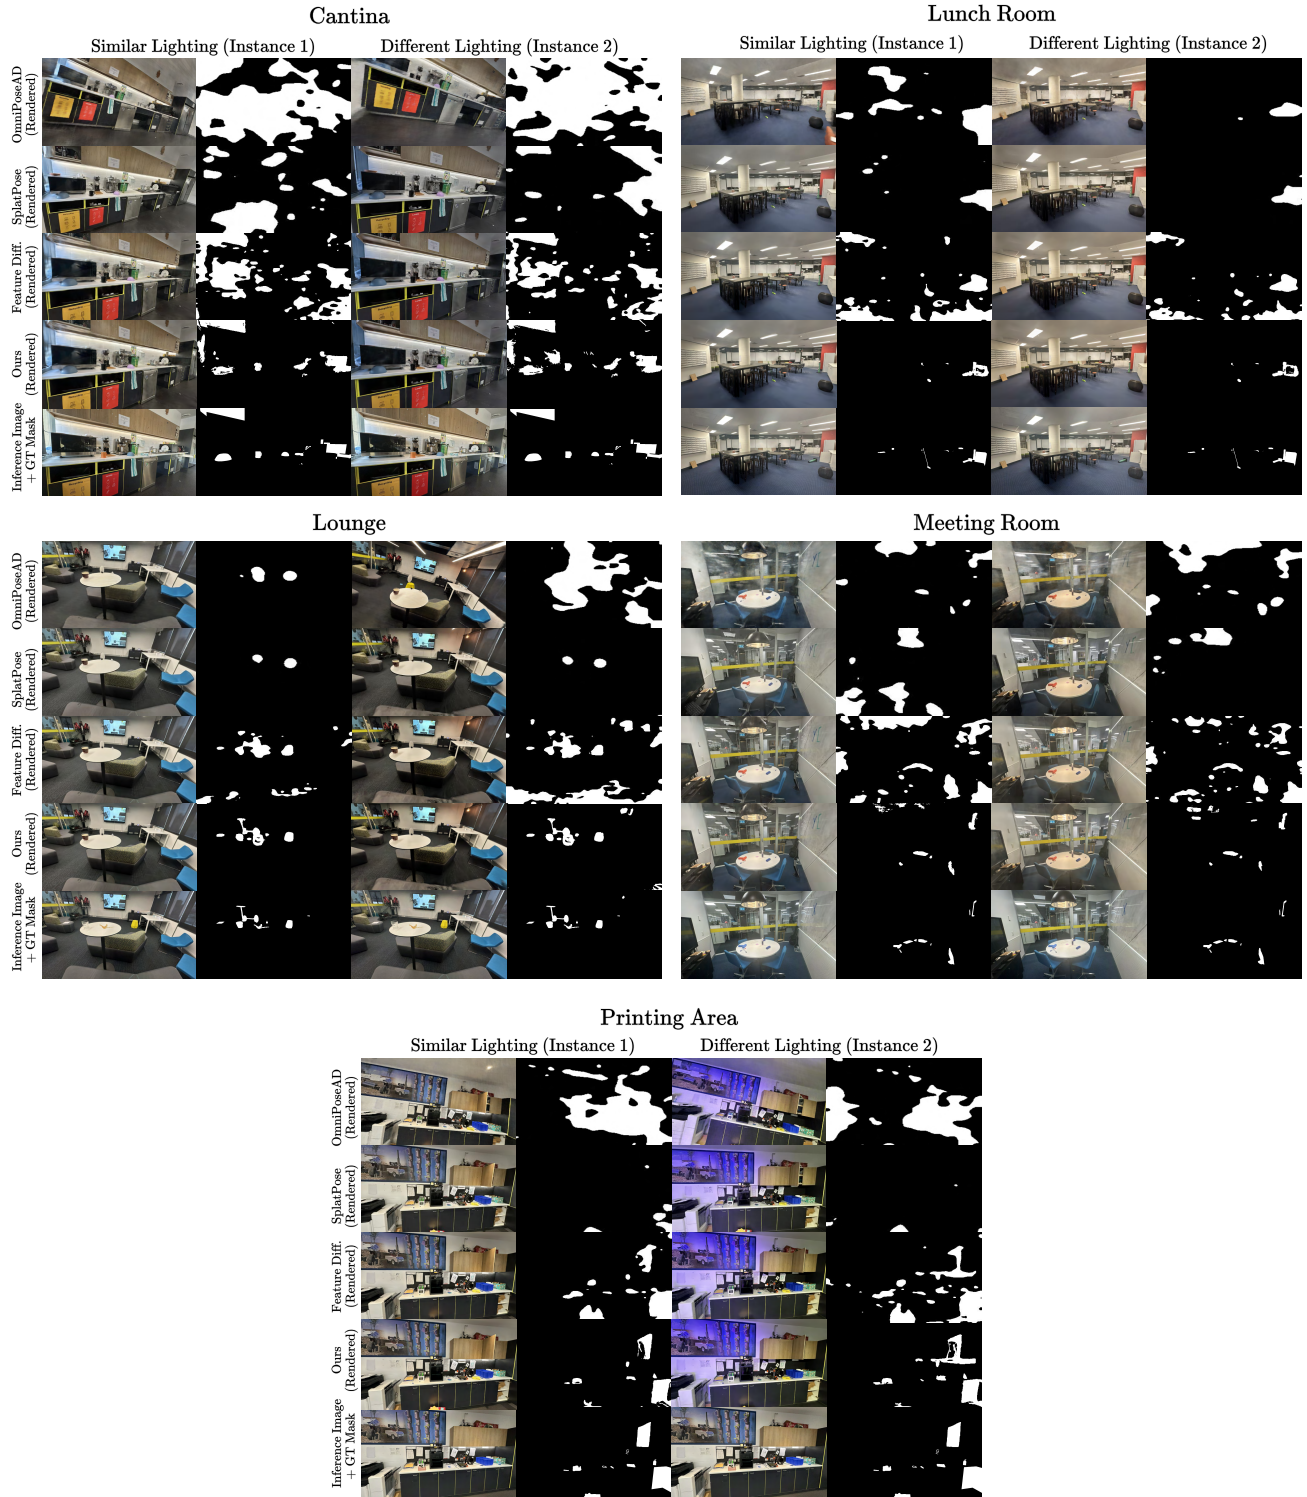 Cantina
Similar Lighting (Instance 1)
Different Lighting (Instance 2)
OmniPoseAD
(Rendered)
SplatPose
(Rendered)
Feature Diff.
(Rendered)
Ours
(Rendered)
Inference Image
+ GT Mask
Lunch Room
Similar Lighting (Instance 1)
Different Lighting (Instance 2)
Lounge
OmniPoseAD
(Rendered)
SplatPose
(Rendered)
Feature Diff.
(Rendered)
Ours
(Rendered)
Inference Image
+ GT Mask
Meeting Room
Printing Area
Similar Lighting (Instance 1)
Different Lighting (Instance 2)
OmniPoseAD
(Rendered)
SplatPose
(Rendered)
Feature Diff.
(Rendered)
Ours
(Rendered)
Inference Image
+ GT Mask